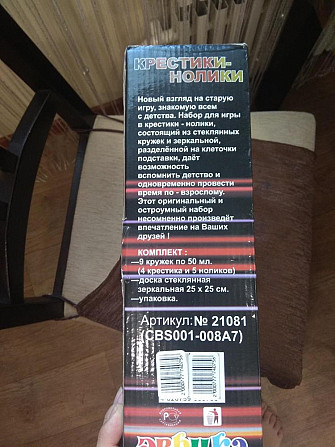 КРЕСТИКИ-
НОЛИКИ
Новый взгляд на старую
игру, знакомую всем
с детства. Набор для игры
в крестики - нолики,
состоящий из стеклянных
кружек и зеркальной,
разделённой на клеточки
подставки, даёт
возможность
вспомнить детство и
одновременно провести
время по - взрослому.
Этот оригинальный и
остроумный набор
несомненно произведёт
впечатление на Ваших
друзей !
КОМПЛЕКТ :
—9 кружек по 50 мл.
(4 крестика и 5 ноликов)
—доска стеклянная
зеркальная 25 x 25 см.
—упаковка.
Артикул:№ 21081
(CBS001-008A7)